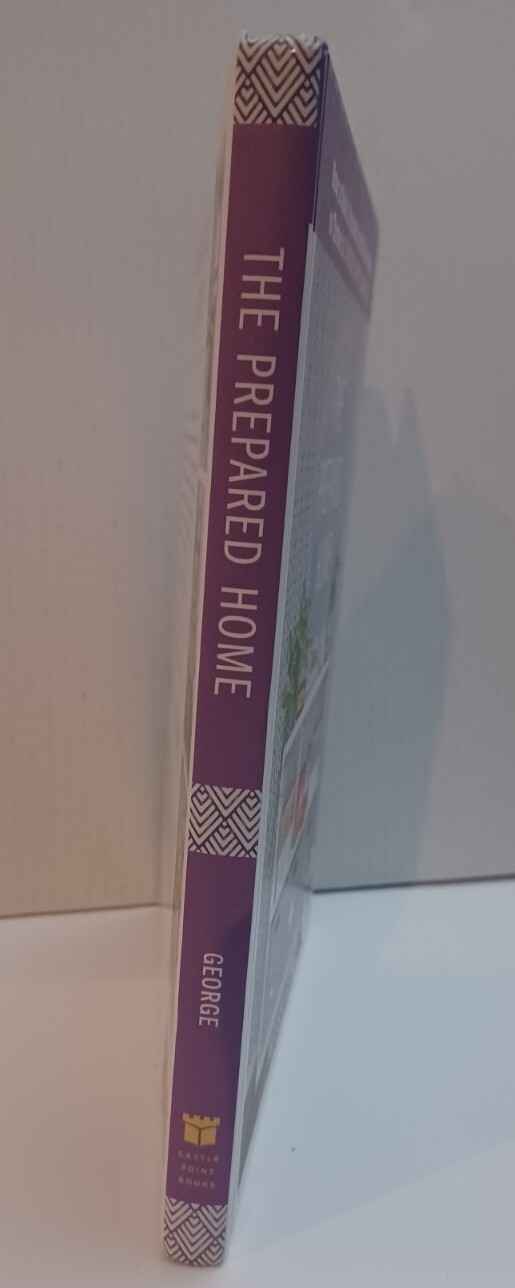 THE PREPARED HOME
GEORGE
CASTLE
POINT
BOOKS